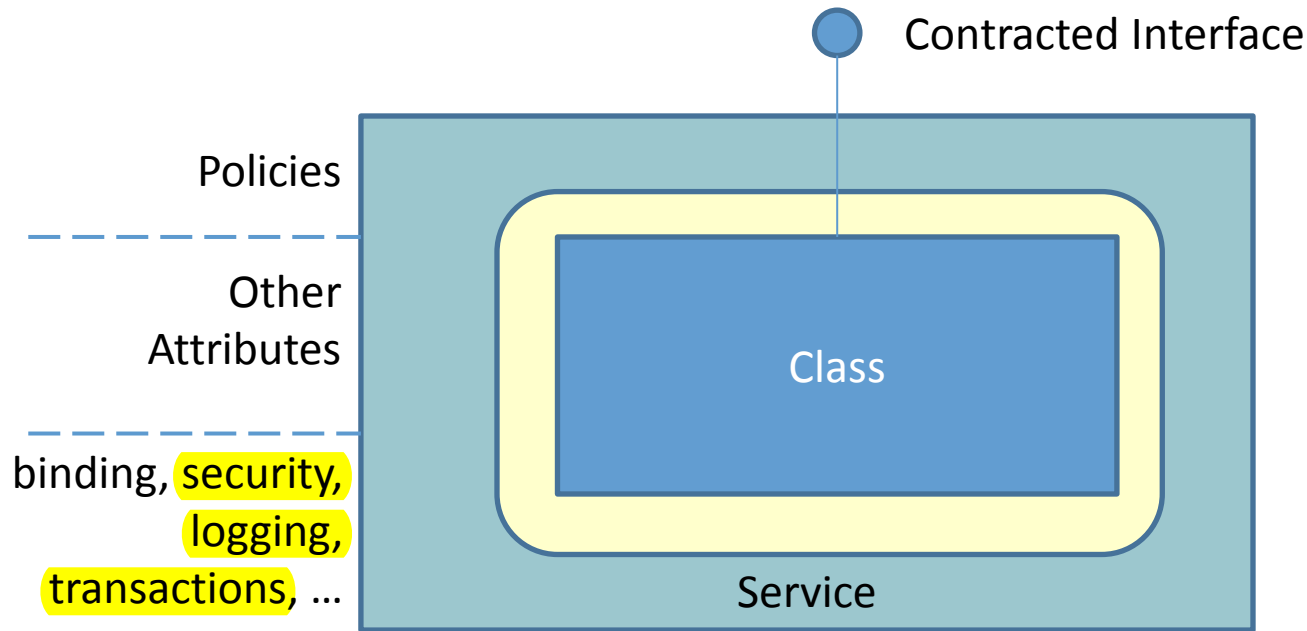 Contracted Interface
Policies
Other
Attributes
Class
binding, security,
logging,
transactions, ...
Service